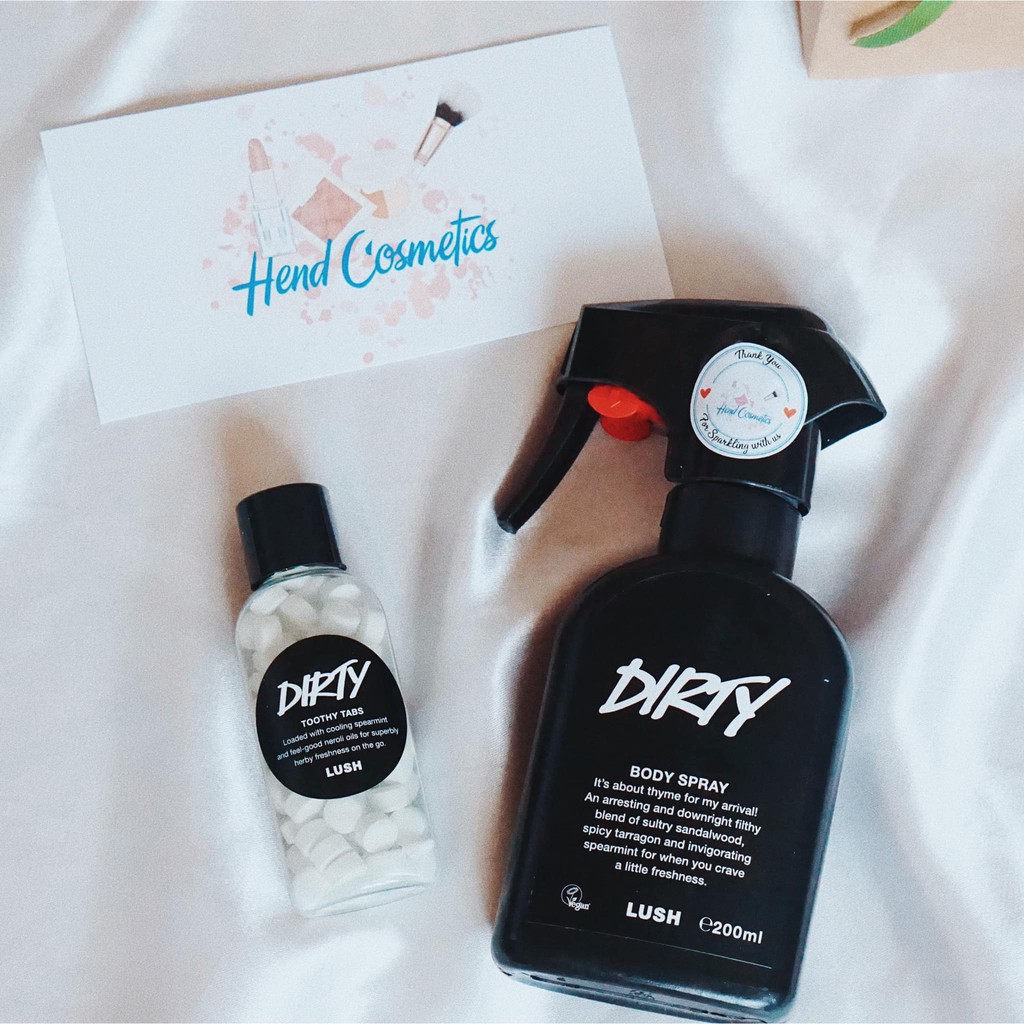 Hend Cosmetics
Thank You
Hend Cosmetics
For Sparkling with us
DIRTY
TOOTHY TABS
Loaded with cooling spearmint
and feel-good neroli oils for superbly
herby freshness on the go.
LUSH
DIRTY
BODY SPRAY
It's about thyme for my arrival!
An arresting and downright filthy
blend of sultry sandalwood,
spicy tarragon and invigorating
spearmint for when you crave
a little freshness.
Vegan
LUSH
℮200ml